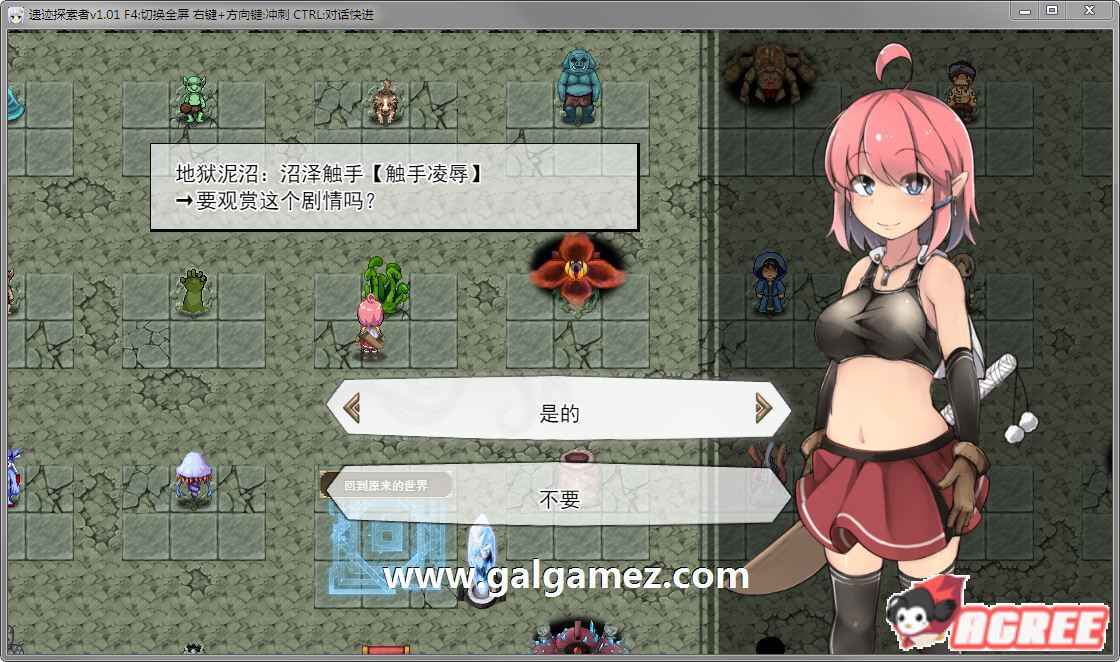 遗迹探索者v1.01 F4:切换全屏 右键+方向键:冲刺 CTRL:对话快进
地狱泥沼：沼泽触手【触手凌辱】
→要观赏这个剧情吗？
是的
回到原来的世界
不要
www.galgamez.com
AGREE